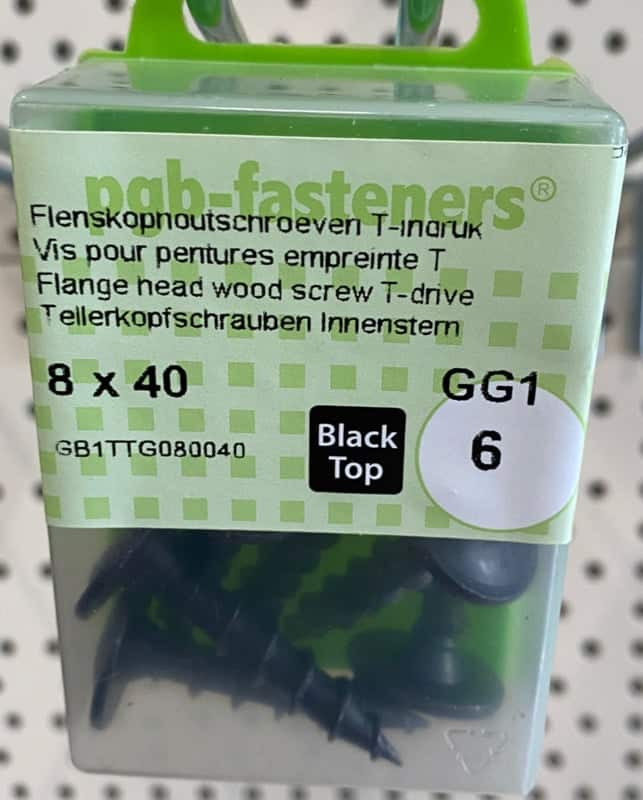 pgb-fasteners®
Flenskophoutschroeven T-indruk
Vis pour pentures empreinte T
Flange head wood screw T-drive
Tellerkopfschrauben Innenstern
8 x 40
GG1
GB1TTG080040
Black
Top
6